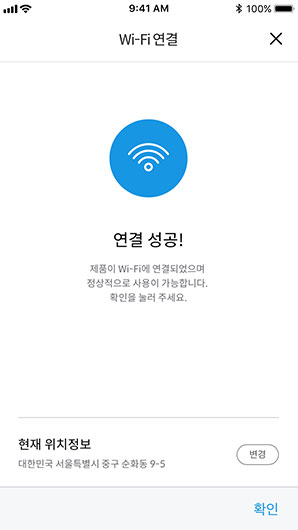 9:41 AM
100%
Wi-Fi 연결
연결 성공!
제품이 Wi-Fi에 연결되었으며
정상적으로 사용이 가능합니다.
확인을 눌러 주세요.
현재 위치정보
대한민국 서울특별시 중구 순화동 9-5
변경
확인